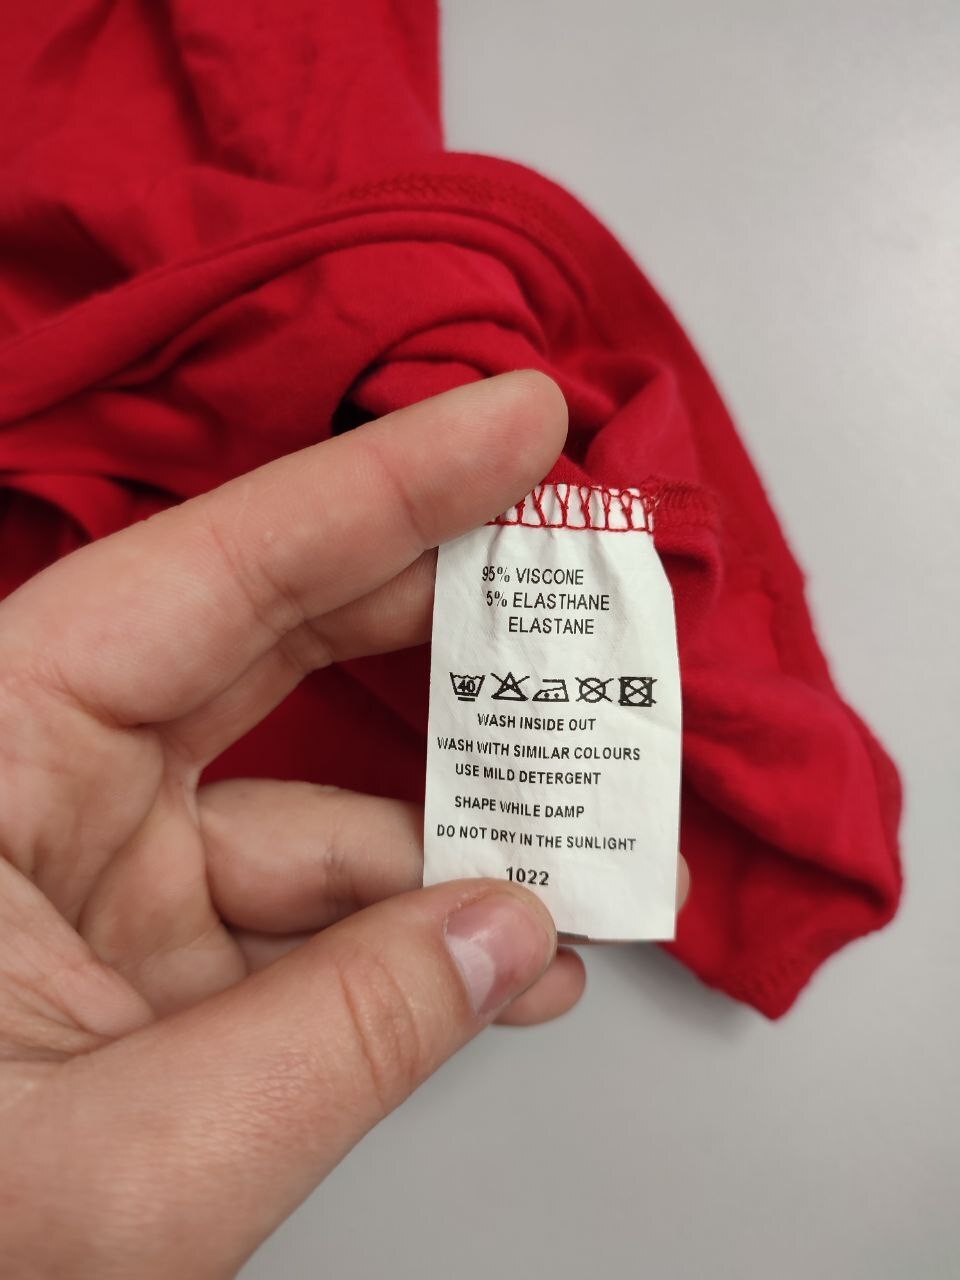 95% VISCONE
5% ELASTHANE
ELASTANE
40
WASH INSIDE OUT
WASH WITH SIMILAR COLOURS
USE MILD DETERGENT
SHAPE WHILE DAMP
DO NOT DRY IN THE SUNLIGHT
1022